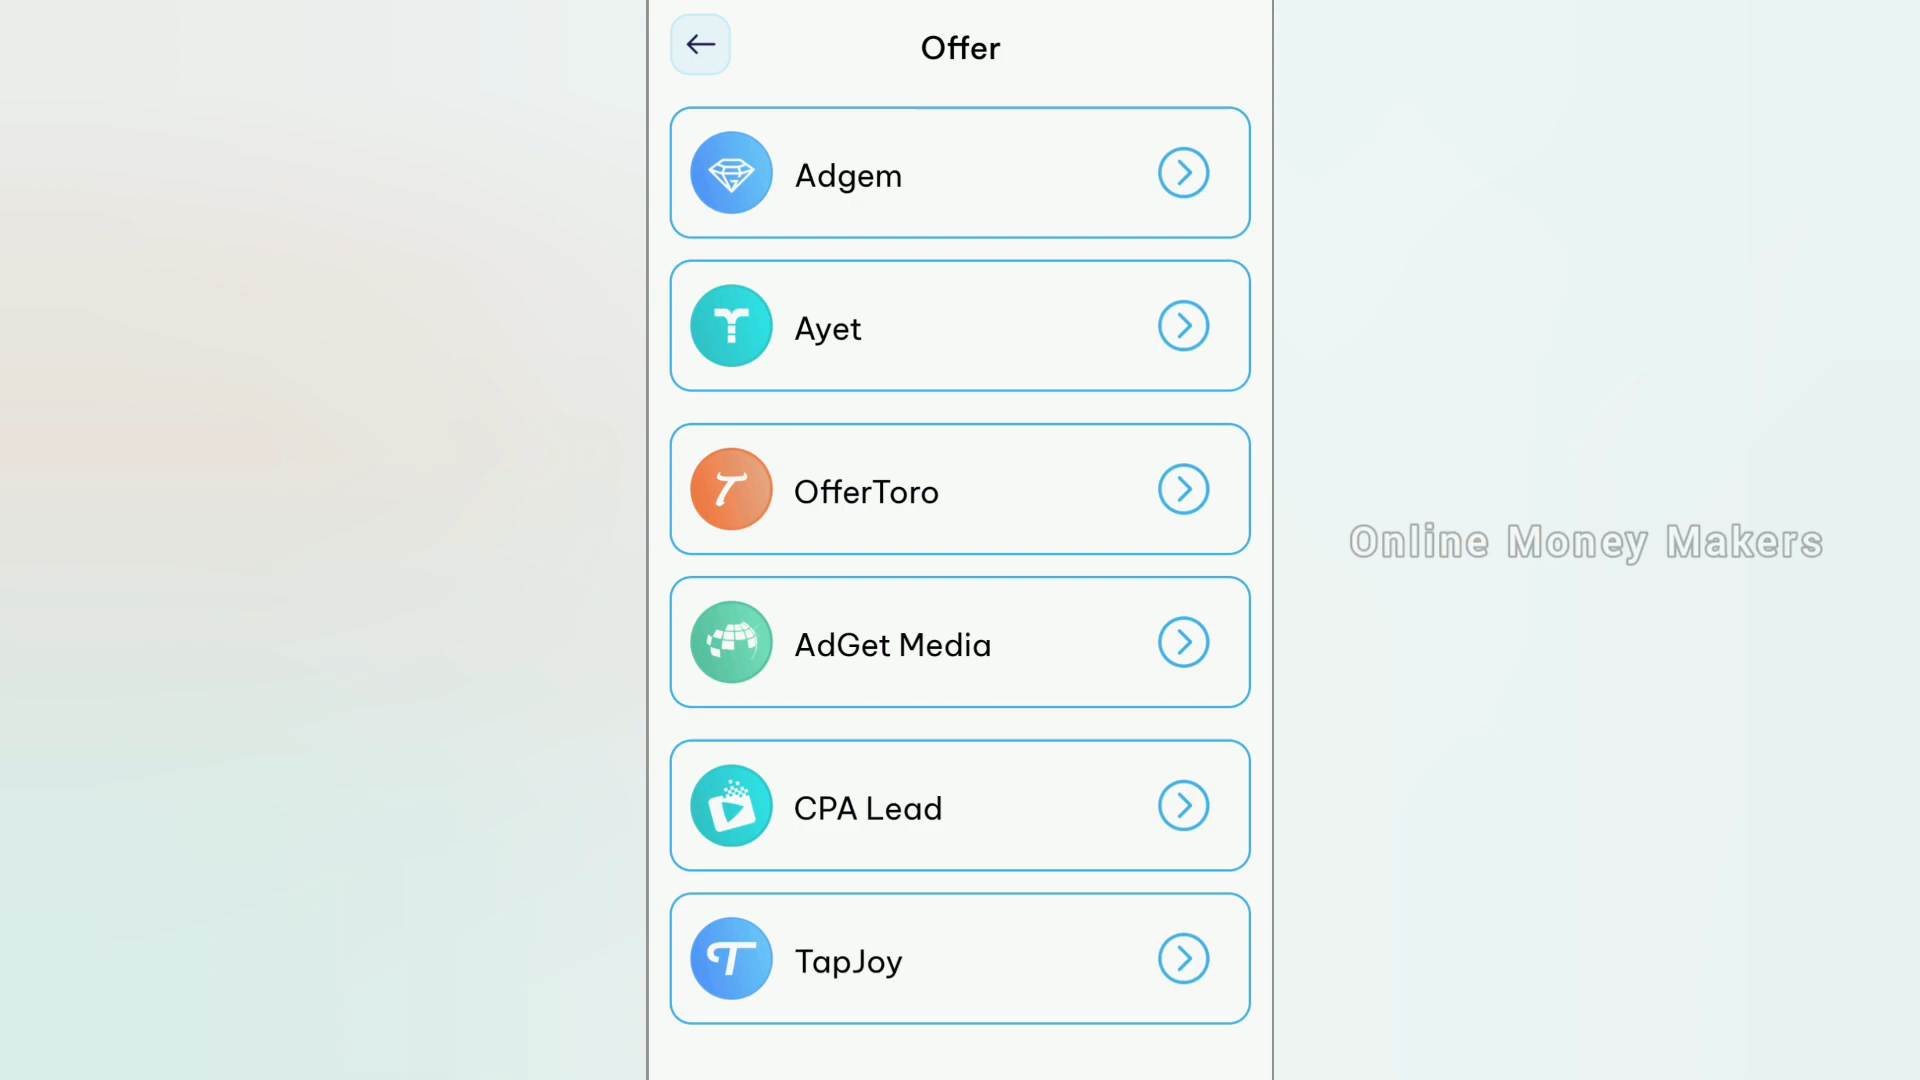 Offer
Adgem
Ayet
OfferToro
AdGet Media
CPA Lead
TapJoy
Online Money Makers